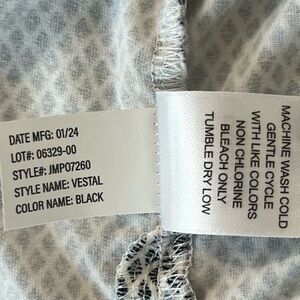 DATE MFG: 01/24
LOT#: 06329-00
STYLE#: JMPO7260
STYLE NAME: VESTAL
COLOR NAME: BLACK
MACHINE WASH COLD
GENTLE CYCLE
WITH LIKE COLORS
NON CHLORINE
BLEACH ONLY
TUMBLE DRY LOW